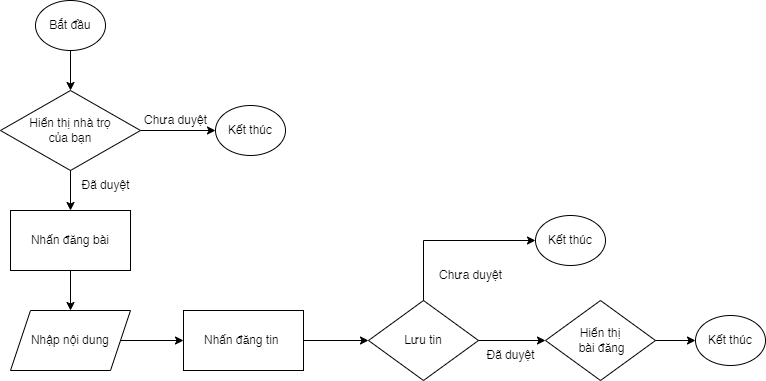 Bắt đầu
Hiển thị nhà trọ
của bạn
Chưa duyệt
Kết thúc
Đã duyệt
Nhấn đăng bài
Nhập nội dung
Nhấn đăng tin
Lưu tin
Chưa duyệt
Kết thúc
Đã duyệt
Hiển thị
bài đăng
Kết thúc